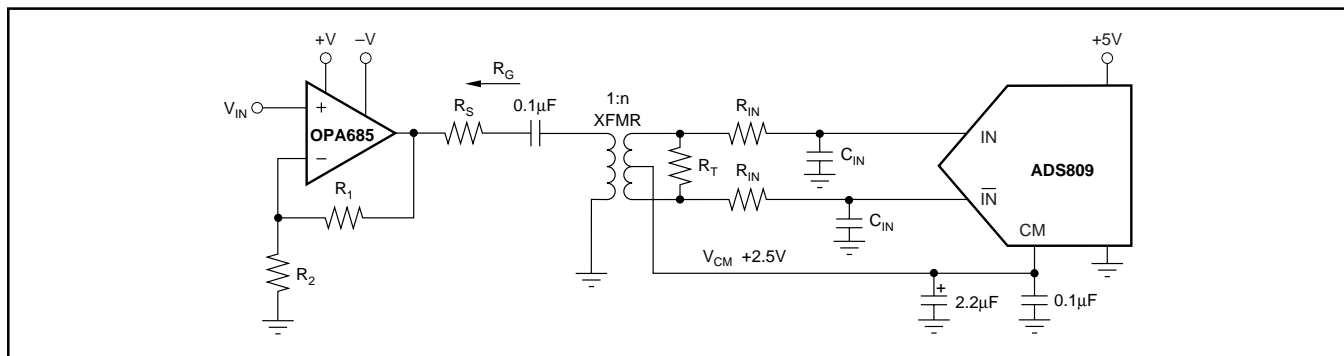 +V
–V
+5V
R_G
1:n
XFMR
R_S
0.1µF
R_IN
V_IN
+
OPA685
–
IN
C_IN
R_T
ADS809
R_IN
R_1
IN̅
C_IN
CM
R_2
V_CM +2.5V
+
2.2µF
0.1µF